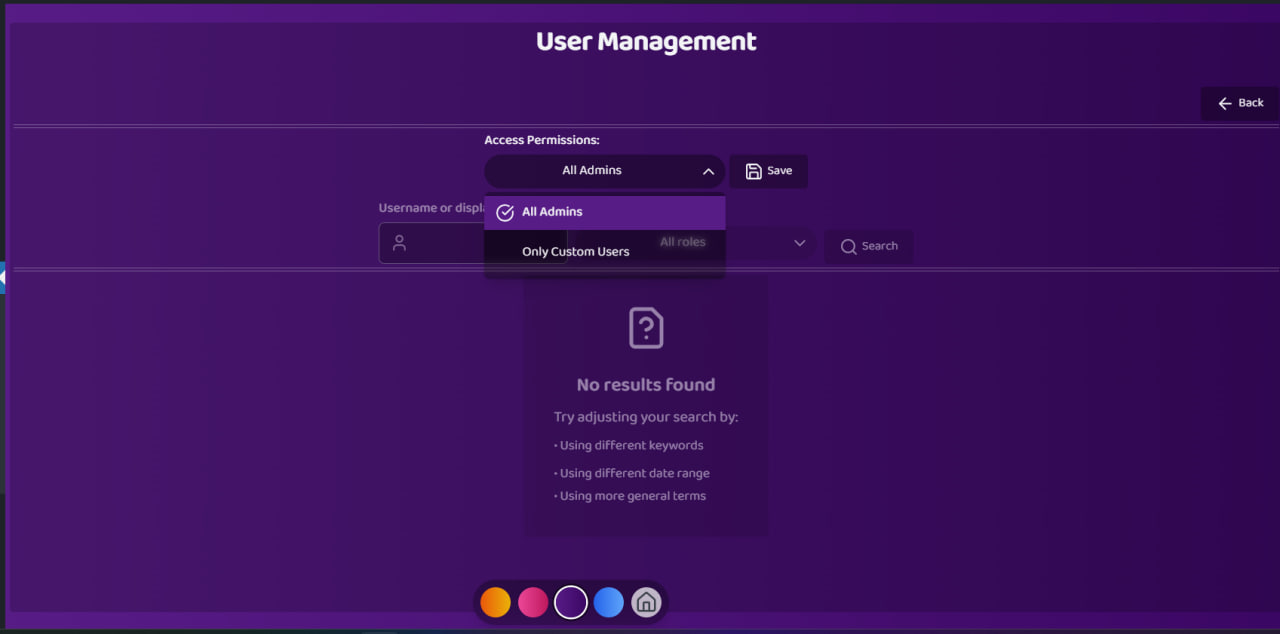 User Management
Back
Access Permissions:
All Admins
Save
All Admins
Username or displ
Only Custom Users
All roles
Search
No results found
Try adjusting your search by:
• Using different keywords
• Using different date range
• Using more general terms